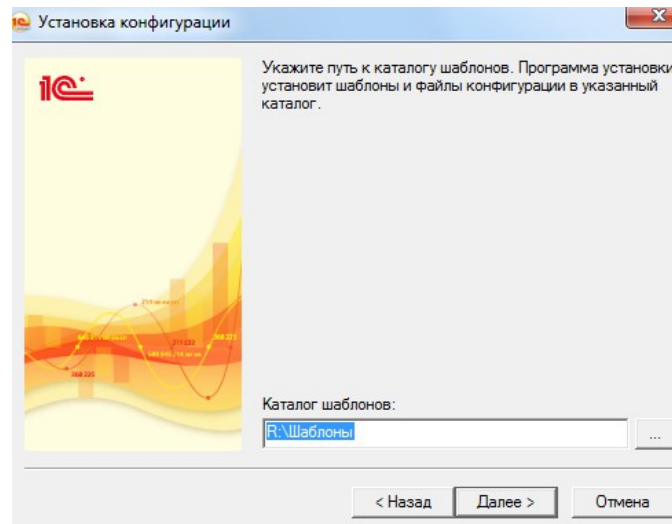 Установка конфигурации
1С
Укажите путь к каталогу шаблонов. Программа установки
установит шаблоны и файлы конфигурации в указанный
каталог.
Каталог шаблонов:
R:\Шаблоны
...
< Назад
Далее >
Отмена